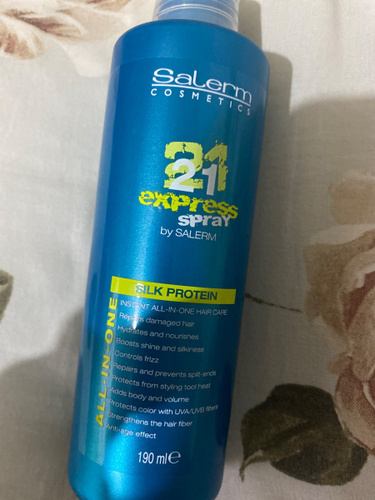 Salerm
COSMETICS
21
express
spray
by SALERM
SILK PROTEIN
ALL-IN-ONE
INSTANT ALL-IN-ONE HAIR CARE
Repairs damaged hair
Hydrates and nourishes
Boosts shine and silkiness
Controls frizz
Repairs and prevents split-ends
Protects from styling tool heat
Adds body and volume
Protects color with UVA/UVB filters
Strengthens the hair fiber
Anti-age effect
190 ml e